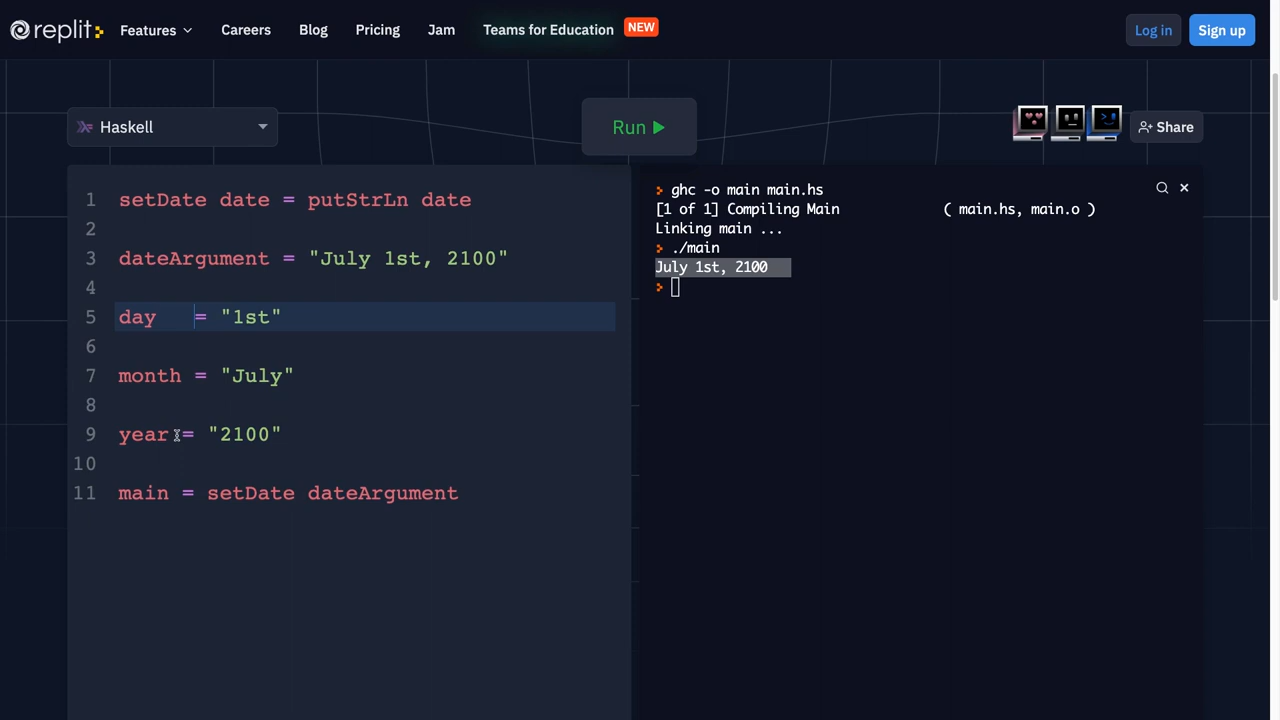 replit Features Careers Blog Pricing Jam Teams for Education NEW Log in Sign up
Haskell Run Share
1 setDate date = putStrLn date
2
3 dateArgument = "July 1st, 2100"
4
5 day   = "1st"
6
7 month = "July"
8
9 year = "2100"
10
11 main = setDate dateArgument
ghc -o main main.hs
[1 of 1] Compiling Main ( main.hs, main.o )
Linking main ...
./main
July 1st, 2100